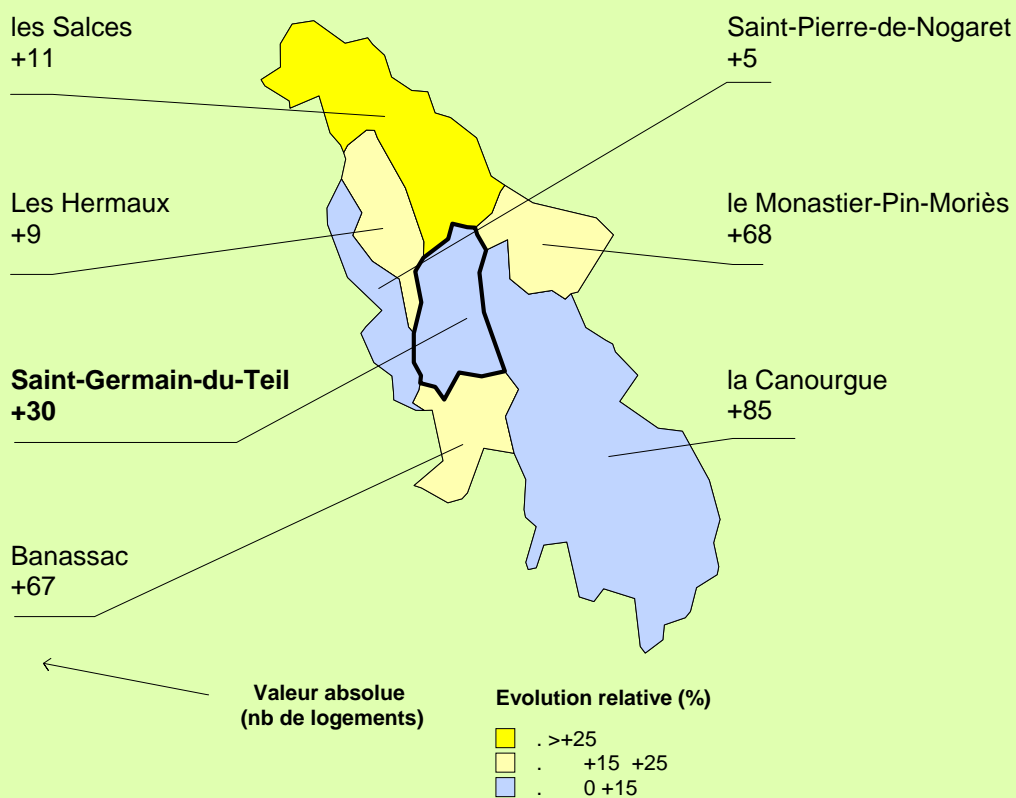 les Salces
+11
Saint-Pierre-de-Nogaret
+5
Les Hermaux
+9
le Monastier-Pin-Moriès
+68
Saint-Germain-du-Teil
+30
la Canourgue
+85
Banassac
+67
Valeur absolue
(nb de logements)
Evolution relative (%)
. >+25
. +15 +25
. 0 +15